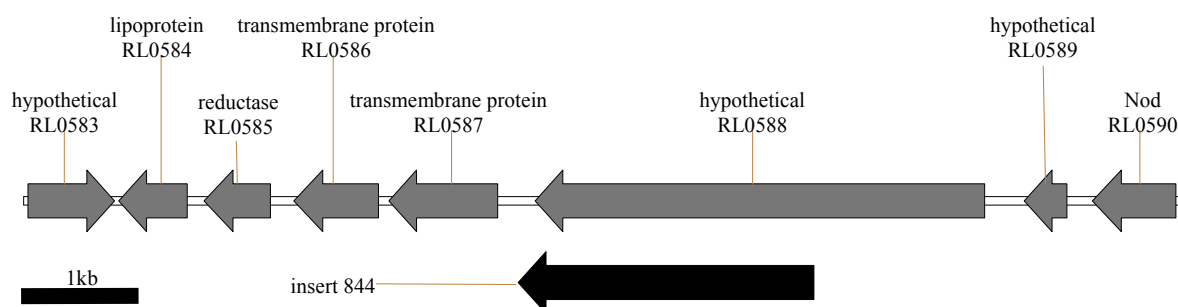 lipoprotein
RL0584
transmembrane protein
RL0586
hypothetical
RL0589
hypothetical
RL0583
reductase
RL0585
transmembrane protein
RL0587
hypothetical
RL0588
Nod
RL0590
1kb
insert 844